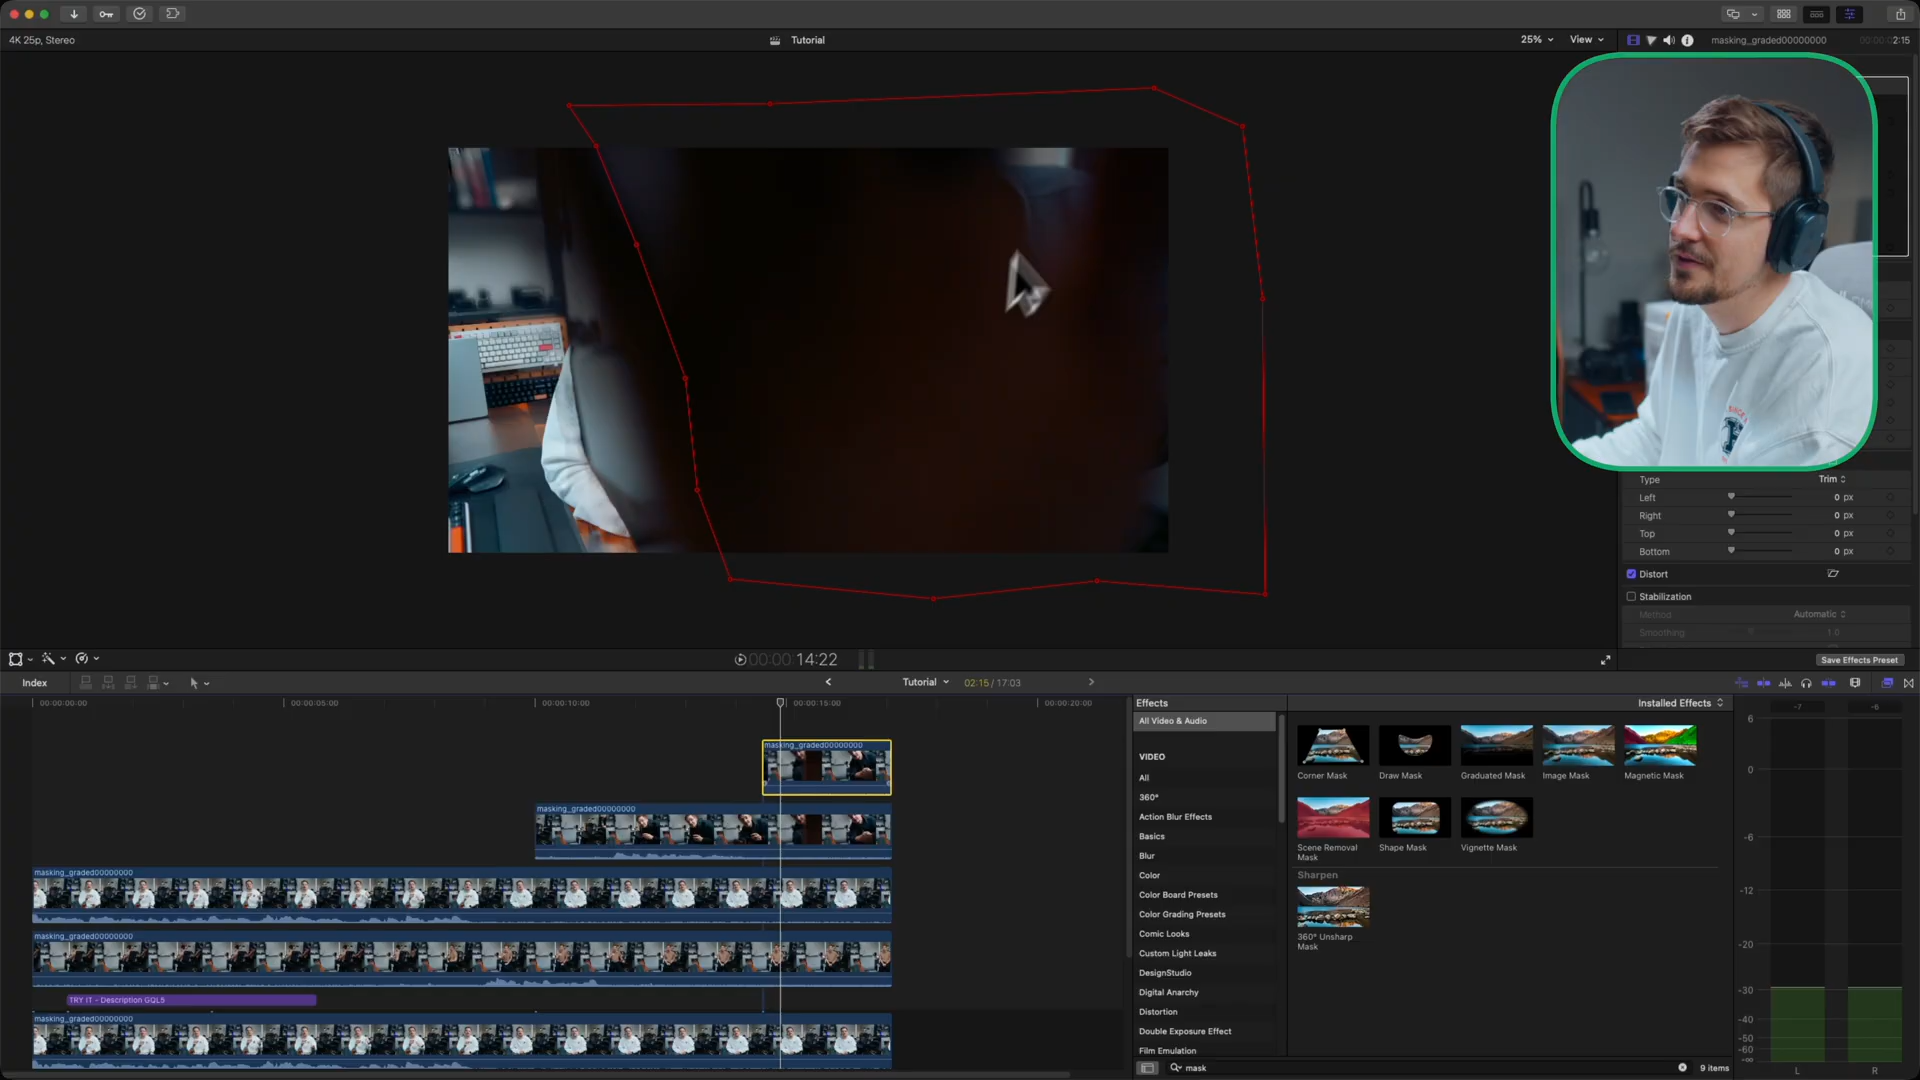 4K 25p, Stereo
Tutorial
25%
View
masking_graded00000000
2:15
Type
Trim
Left
0 px
Right
0 px
Top
0 px
Bottom
0 px
Distort
Stabilization
Method
Automatic
Smoothing
1.0
Save Effects Preset
00:00:14:22
Index
Tutorial
02:15 / 17:03
00:00:00:00
00:00:05:00
00:00:10:00
00:00:15:00
00:00:20:00
masking_graded00000000
masking_graded00000000
masking_graded00000000
masking_graded00000000
TRY IT - Description GQL5
masking_graded00000000
Effects
Installed Effects
All Video & Audio
VIDEO
All
360°
Action Blur Effects
Basics
Blur
Color
Color Board Presets
Color Grading Presets
Comic Looks
Custom Light Leaks
DesignStudio
Digital Anarchy
Distortion
Double Exposure Effect
Film Emulation
Corner Mask
Draw Mask
Graduated Mask
Image Mask
Magnetic Mask
Scene Removal
Mask
Shape Mask
Vignette Mask
Sharpen
360° Unsharp
Mask
mask
9 items
-7
-6
6
0
-6
-12
-20
-30
-40
-50
-60
-∞
L
R